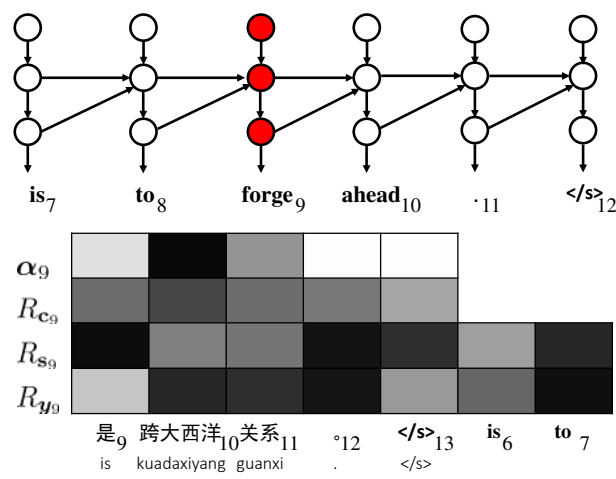 is7 to8 forge9 ahead10 .11 </s>12
α9
Rc9
Rs9
Ry9
是9 跨大西洋10 关系11 。12 </s>13 is6 to7
is kuadaxiyang guanxi . </s>